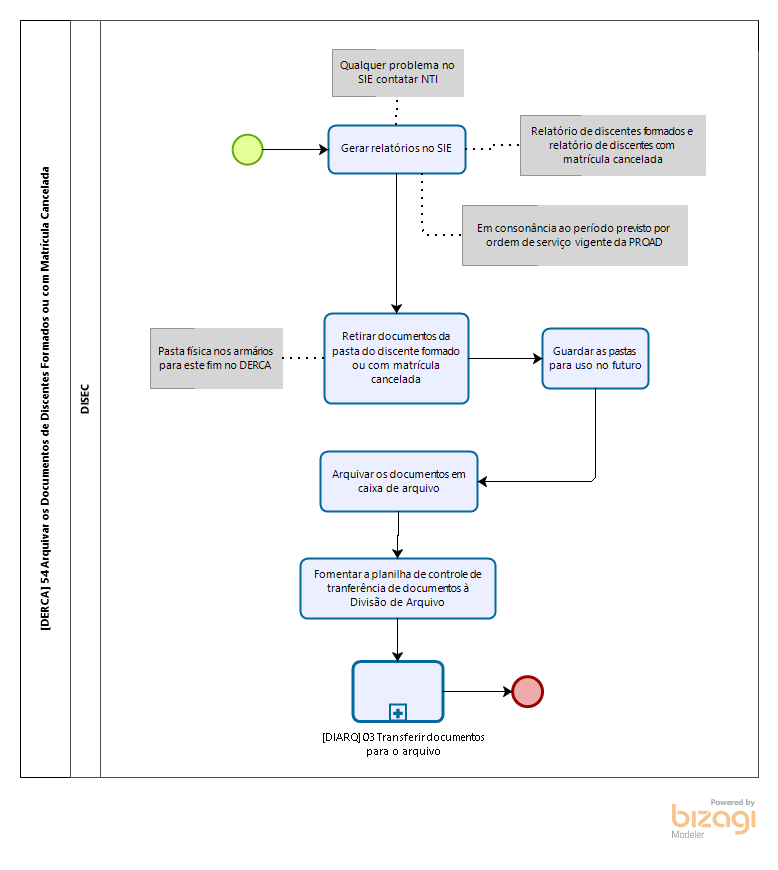 [DERCA] 54 Arquivar os Documentos de Discentes Formados ou com Matrícula Cancelada
DISEC
Qualquer problema no
SIE contatar NTI
Gerar relatórios no SIE
Relatório de discentes formados e
relatório de discentes com
matrícula cancelada
Em consonância ao período previsto por
ordem de serviço vigente da PROAD
Pasta física nos armários
para este fim no DERCA
Retirar documentos da
pasta do discente formado
ou com matrícula
cancelada
Guardar as pastas
para uso no futuro
Arquivar os documentos em
caixa de arquivo
Fomentar a planilha de controle de
tranferência de documentos à
Divisão de Arquivo
[DIARQ] 03 Transferir documentos
para o arquivo
Powered by
bizagi
Modeler